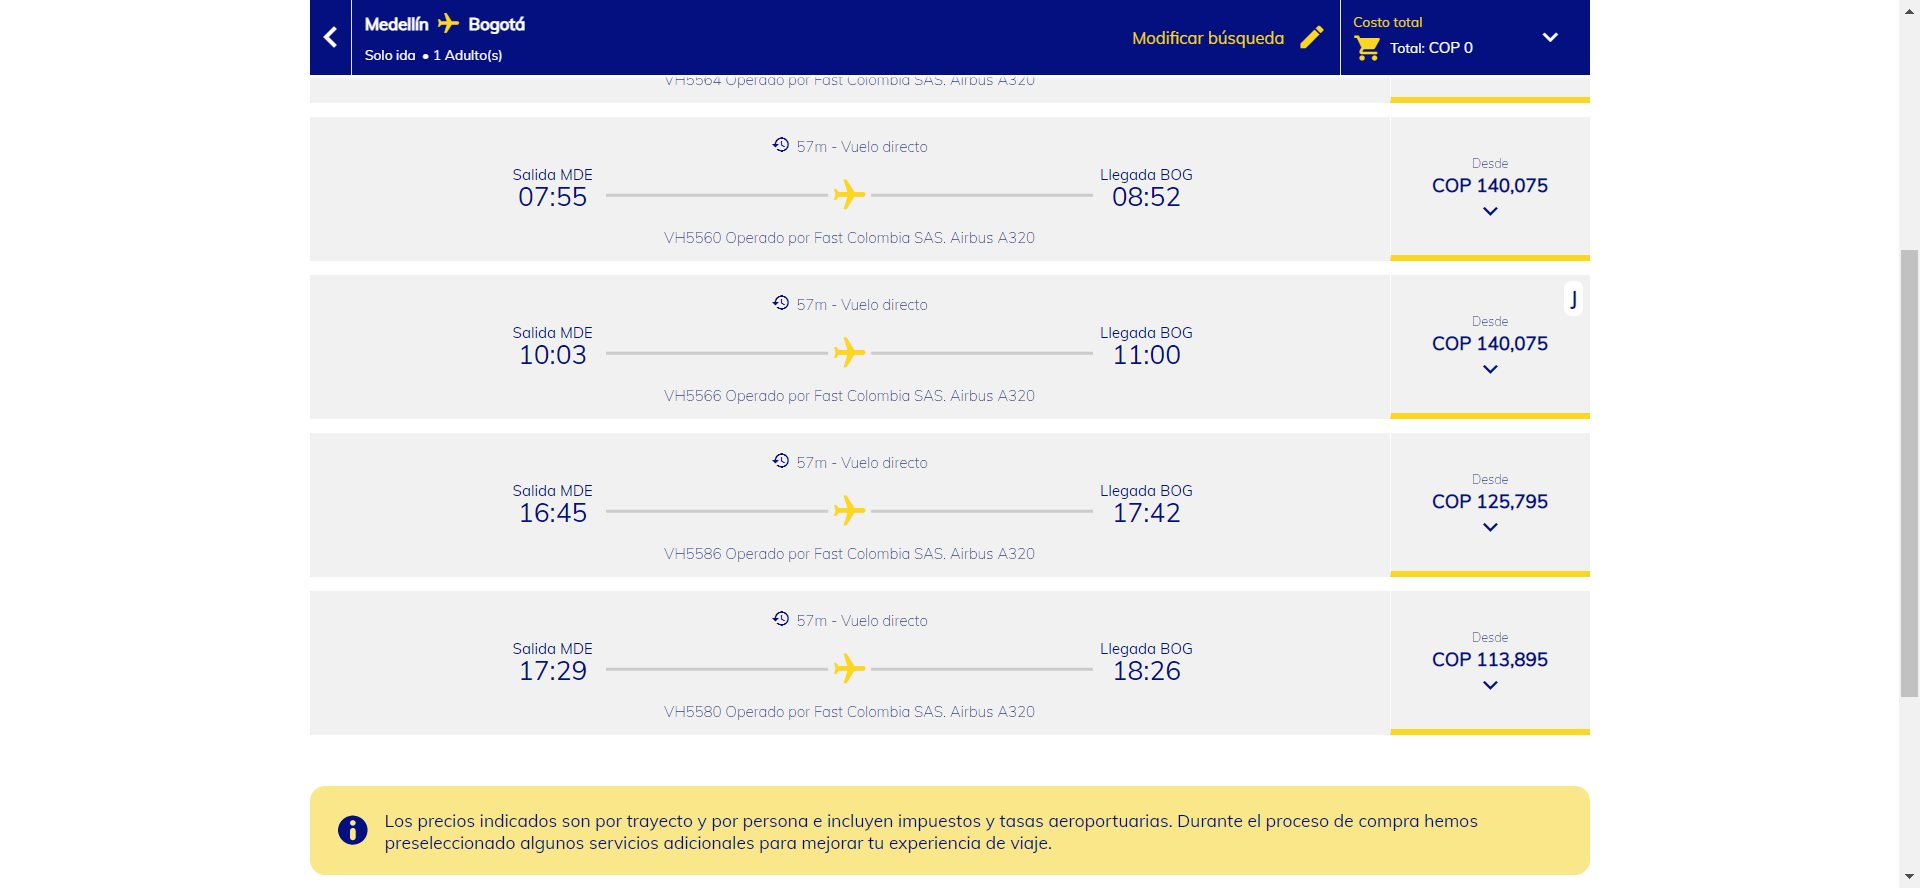 Medellín Bogotá
Solo ida • 1 Adulto(s)
Modificar búsqueda
Costo total
Total: COP 0
VH5564 Operado por Fast Colombia SAS. Airbus A320
57m - Vuelo directo
Salida MDE
07:55
Llegada BOG
08:52
VH5560 Operado por Fast Colombia SAS. Airbus A320
Desde
COP 140,075
57m - Vuelo directo
Salida MDE
10:03
Llegada BOG
11:00
VH5566 Operado por Fast Colombia SAS. Airbus A320
J
Desde
COP 140,075
57m - Vuelo directo
Salida MDE
16:45
Llegada BOG
17:42
VH5586 Operado por Fast Colombia SAS. Airbus A320
Desde
COP 125,795
57m - Vuelo directo
Salida MDE
17:29
Llegada BOG
18:26
VH5580 Operado por Fast Colombia SAS. Airbus A320
Desde
COP 113,895
Los precios indicados son por trayecto y por persona e incluyen impuestos y tasas aeroportuarias. Durante el proceso de compra hemos
preseleccionado algunos servicios adicionales para mejorar tu experiencia de viaje.